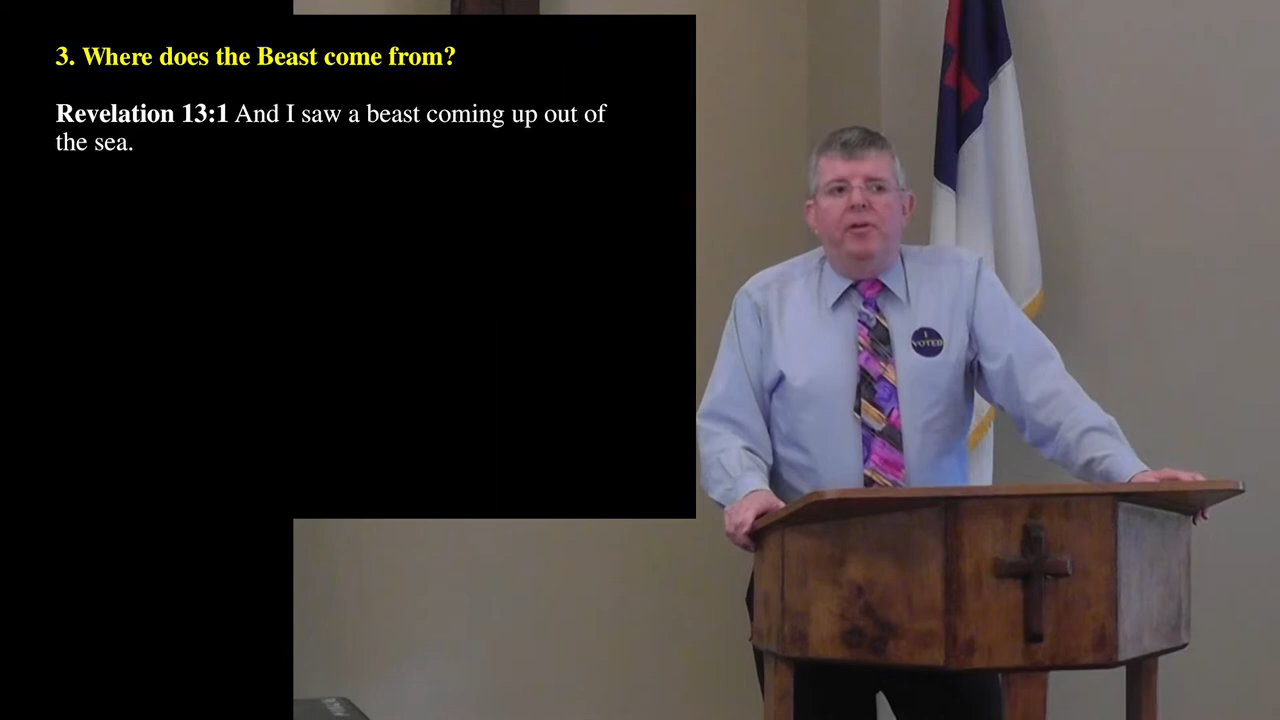 3. Where does the Beast come from?
Revelation 13:1 And I saw a beast coming up out of
the sea.
I
VOTED